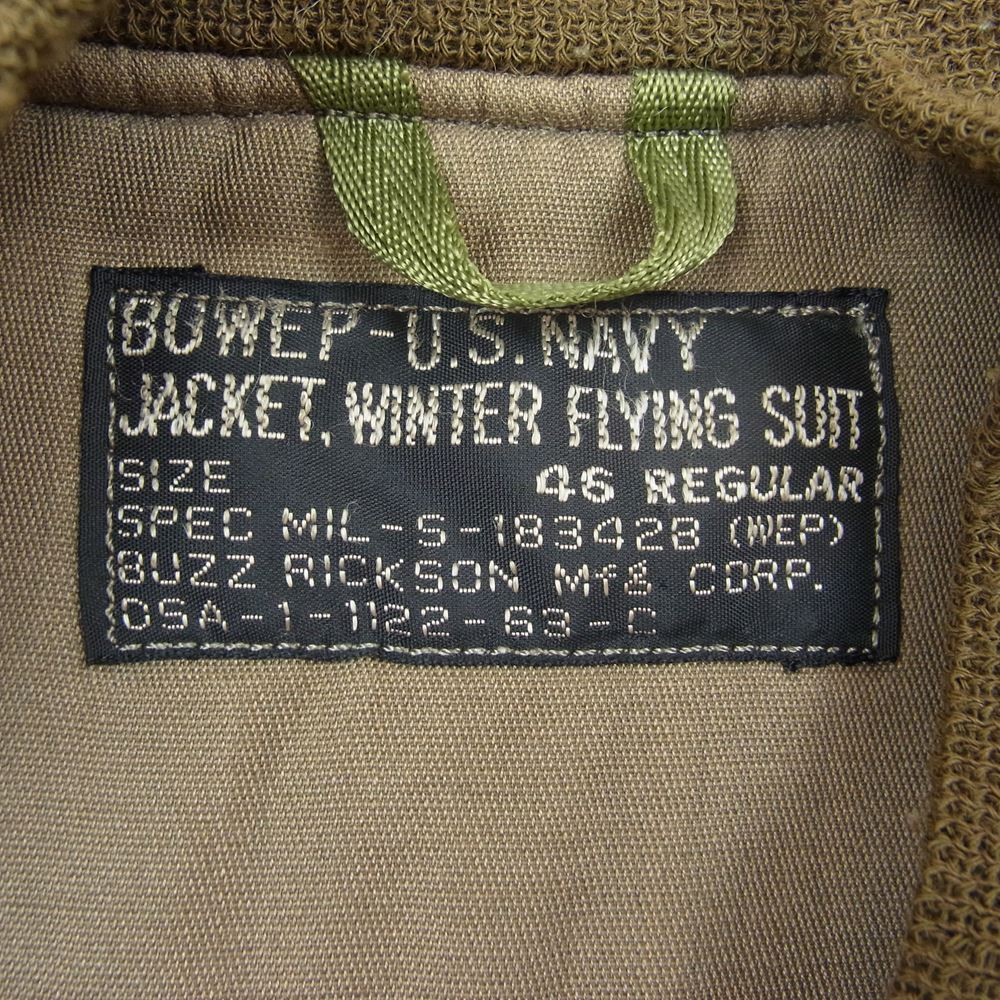 BUWEP-U.S.NAVY
JACKET, WINTER FLYING SUIT
SIZE 46 REGULAR
SPEC MIL-S-18342B (WEP)
BUZZ RICKSON Mfg CORP.
DSA-1-1122-63-C